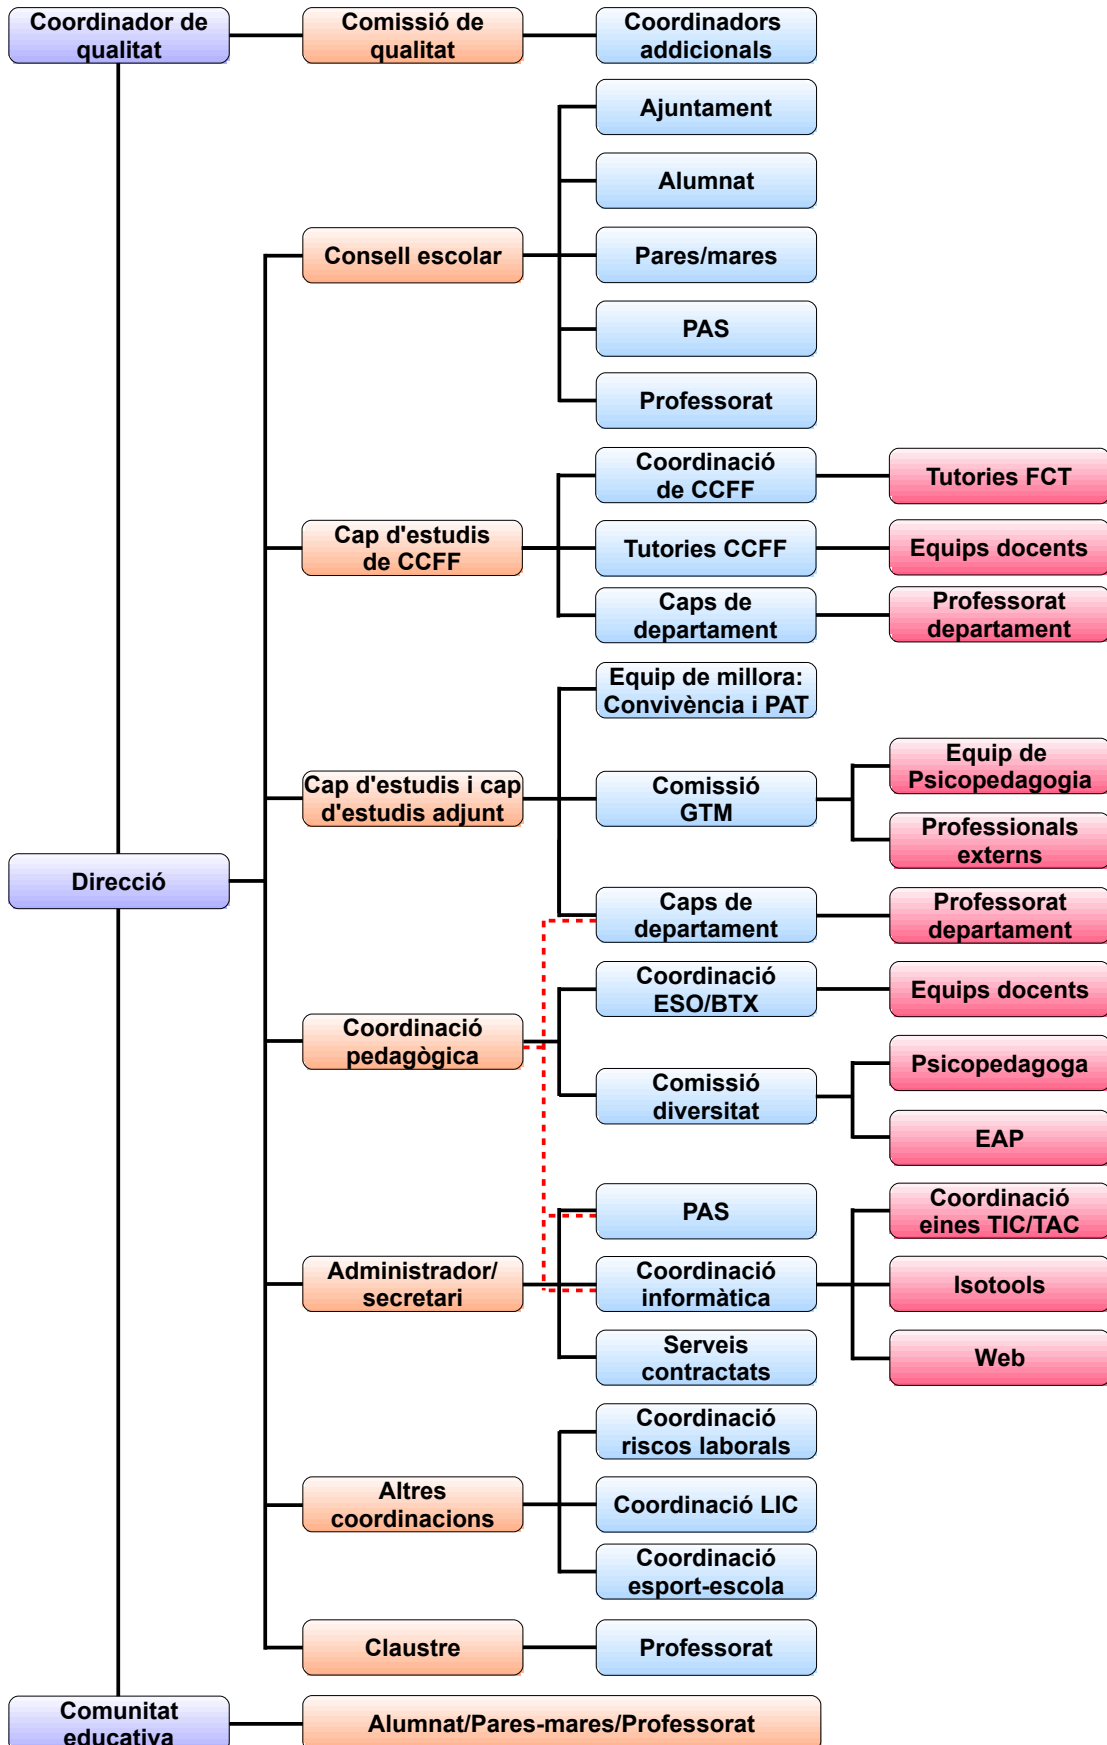 Coordinador de
qualitat
Comissió de
qualitat
Coordinadors
addicionals
Ajuntament
Alumnat
Consell escolar
Pares/mares
PAS
Professorat
Coordinació
de CCFF
Tutories FCT
Cap d'estudis
de CCFF
Tutories CCFF
Equips docents
Caps de
departament
Professorat
departament
Equip de millora:
Convivència i PAT
Cap d'estudis i cap
d'estudis adjunt
Comissió
GTM
Equip de
Psicopedagogia
Professionals
externs
Direcció
Caps de
departament
Professorat
departament
Coordinació
pedagògica
Coordinació
ESO/BTX
Equips docents
Comissió
diversitat
Psicopedagoga
EAP
Administrador/
secretari
PAS
Coordinació
informàtica
Coordinació
eines TIC/TAC
Isotools
Web
Serveis
contractats
Altres
coordinacions
Coordinació
riscos laborals
Coordinació LIC
Coordinació
esport-escola
Claustre
Professorat
Comunitat
educativa
Alumnat/Pares-mares/Professorat